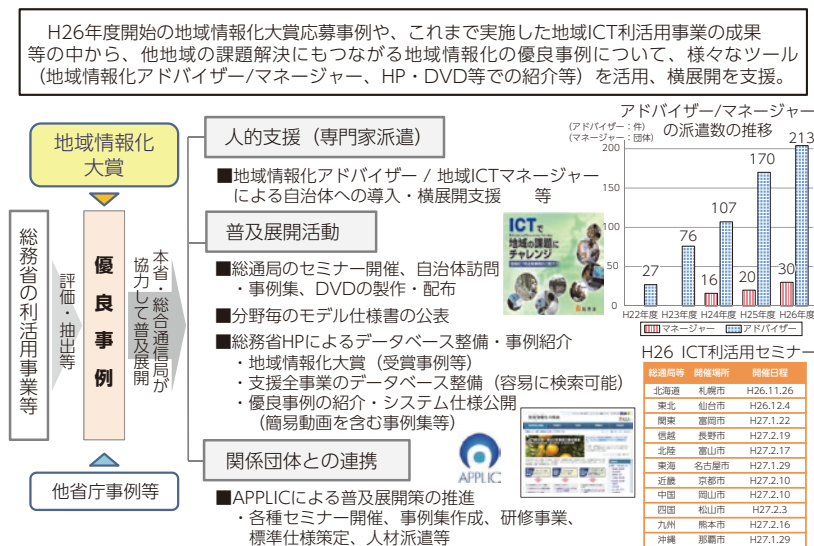 H26年度開始の地域情報化大賞応募事例や、これまで実施した地域ICT利活用事業の成果
等の中から、他地域の課題解決にもつながる地域情報化の優良事例について、様々なツール
（地域情報化アドバイザー/マネージャー、HP・DVD等での紹介等）を活用、横展開を支援。
地域情報化
大賞
総務省の利活用事業等
評価・抽出等
優良事例
本省・総合通信局が
協力して普及展開
他省庁事例等
人的支援（専門家派遣）
■地域情報化アドバイザー / 地域ICTマネージャー
による自治体への導入・横展開支援　等
普及展開活動
■総通局のセミナー開催、自治体訪問
・事例集、DVDの製作・配布
■分野毎のモデル仕様書の公表
■総務省HPによるデータベース整備・事例紹介
・地域情報化大賞（受賞事例等）
・支援全事業のデータベース整備（容易に検索可能）
・優良事例の紹介・システム仕様公開
（簡易動画を含む事例集等）
関係団体との連携
■APPLICによる普及展開策の推進
・各種セミナー開催、事例集作成、研修事業、
標準仕様策定、人材派遣等
ICTで
地域の課題に
チャレンジ
APPLIC
アドバイザー/マネージャー
の派遣数の推移
（アドバイザー：件）
（マネージャー：団体）
200
150
100
50
0
27
76
107
170
213
16
20
30
H22年度 H23年度 H24年度 H25年度 H26年度
マネージャー アドバイザー
H26 ICT利活用セミナー
総通局等 開催場所 開催日程
北海道 札幌市 H26.11.26
東北 仙台市 H26.12.4
関東 富岡市 H27.1.22
信越 長野市 H27.2.19
北陸 富山市 H27.2.17
東海 名古屋市 H27.1.29
近畿 京都市 H27.2.10
中国 岡山市 H27.2.10
四国 松山市 H27.2.3
九州 熊本市 H27.2.16
沖縄 那覇市 H27.1.29